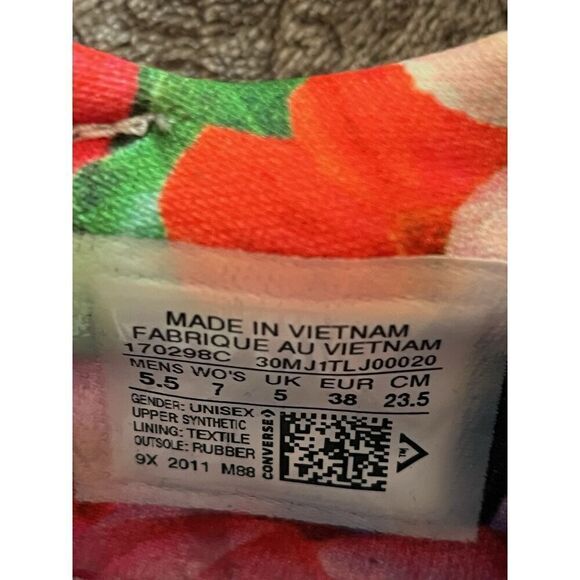 MADE IN VIETNAM
FABRIQUE AU VIETNAM
170298C 30MJ1TLJ00020
MENS WO'S UK EUR CM
5.5 7 5 38 23.5
GENDER: UNISEX
UPPER SYNTHETIC
LINING: TEXTILE
OUTSOLE: RUBBER
9X 2011 M88
CONVERSE